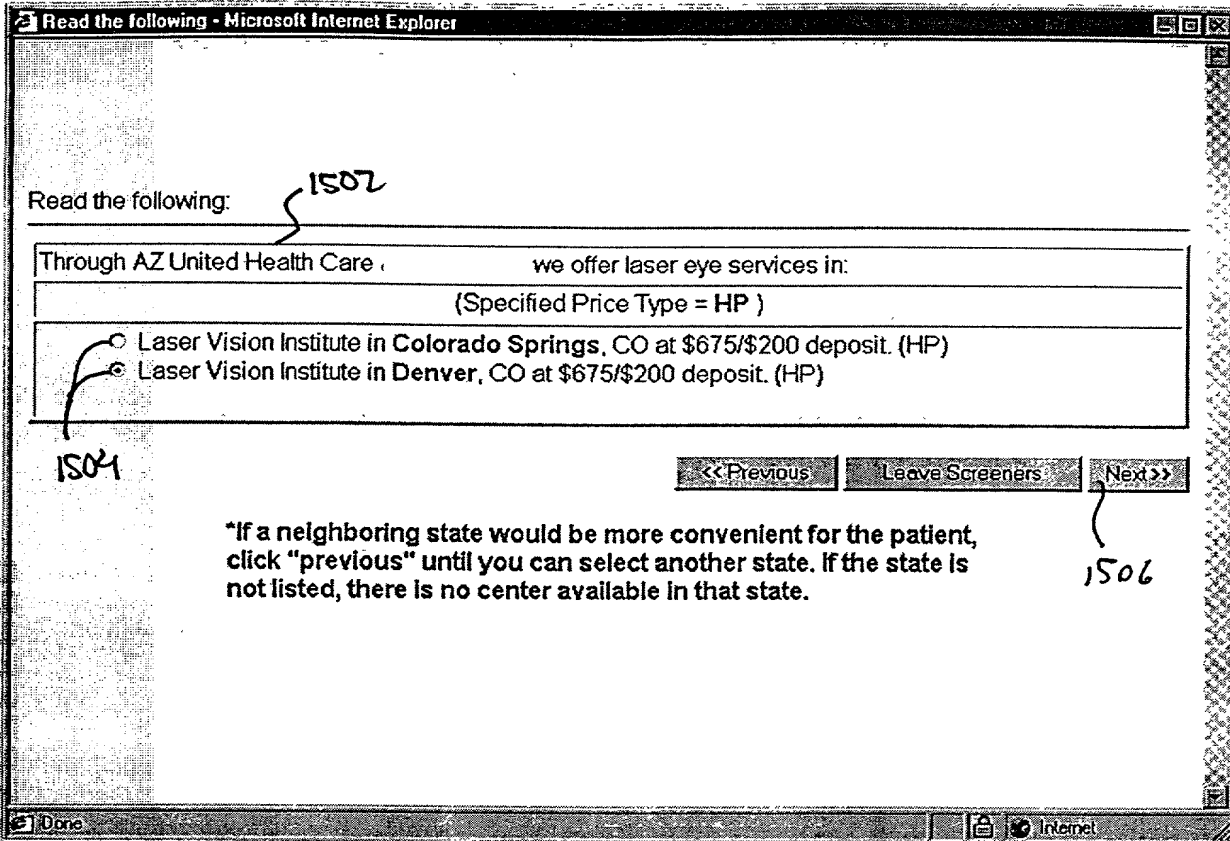 Read the following - Microsoft Internet Explorer
1502
Read the following:
Through AZ United Health Care we offer laser eye services in:
(Specified Price Type = HP )
Laser Vision Institute in Colorado Springs, CO at $675/$200 deposit. (HP)
Laser Vision Institute in Denver, CO at $675/$200 deposit. (HP)
1504
<<Previous Leave Screeners Next>>
*If a neighboring state would be more convenient for the patient,
click "previous" until you can select another state. If the state is
not listed, there is no center available in that state.
1506
Done Internet